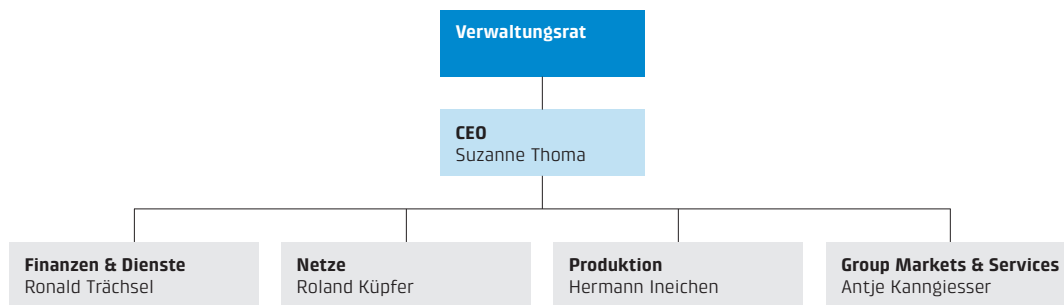 Verwaltungsrat
CEO
Suzanne Thoma
Finanzen & Dienste
Ronald Trächsel
Netze
Roland Küpfer
Produktion
Hermann Ineichen
Group Markets & Services
Antje Kanngiesser